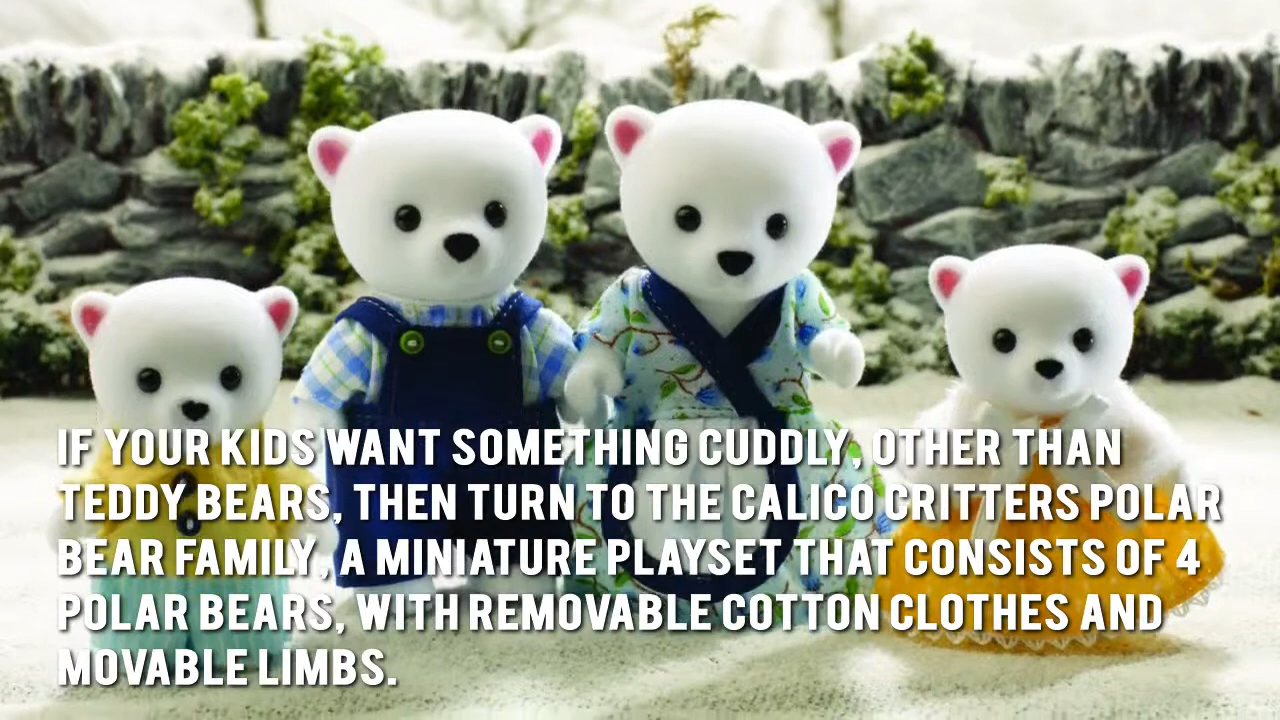 IF YOUR KIDS WANT SOMETHING CUDDLY, OTHER THAN
TEDDY BEARS, THEN TURN TO THE CALICO CRITTERS POLAR
BEAR FAMILY, A MINIATURE PLAYSET THAT CONSISTS OF 4
POLAR BEARS, WITH REMOVABLE COTTON CLOTHES AND
MOVABLE LIMBS.